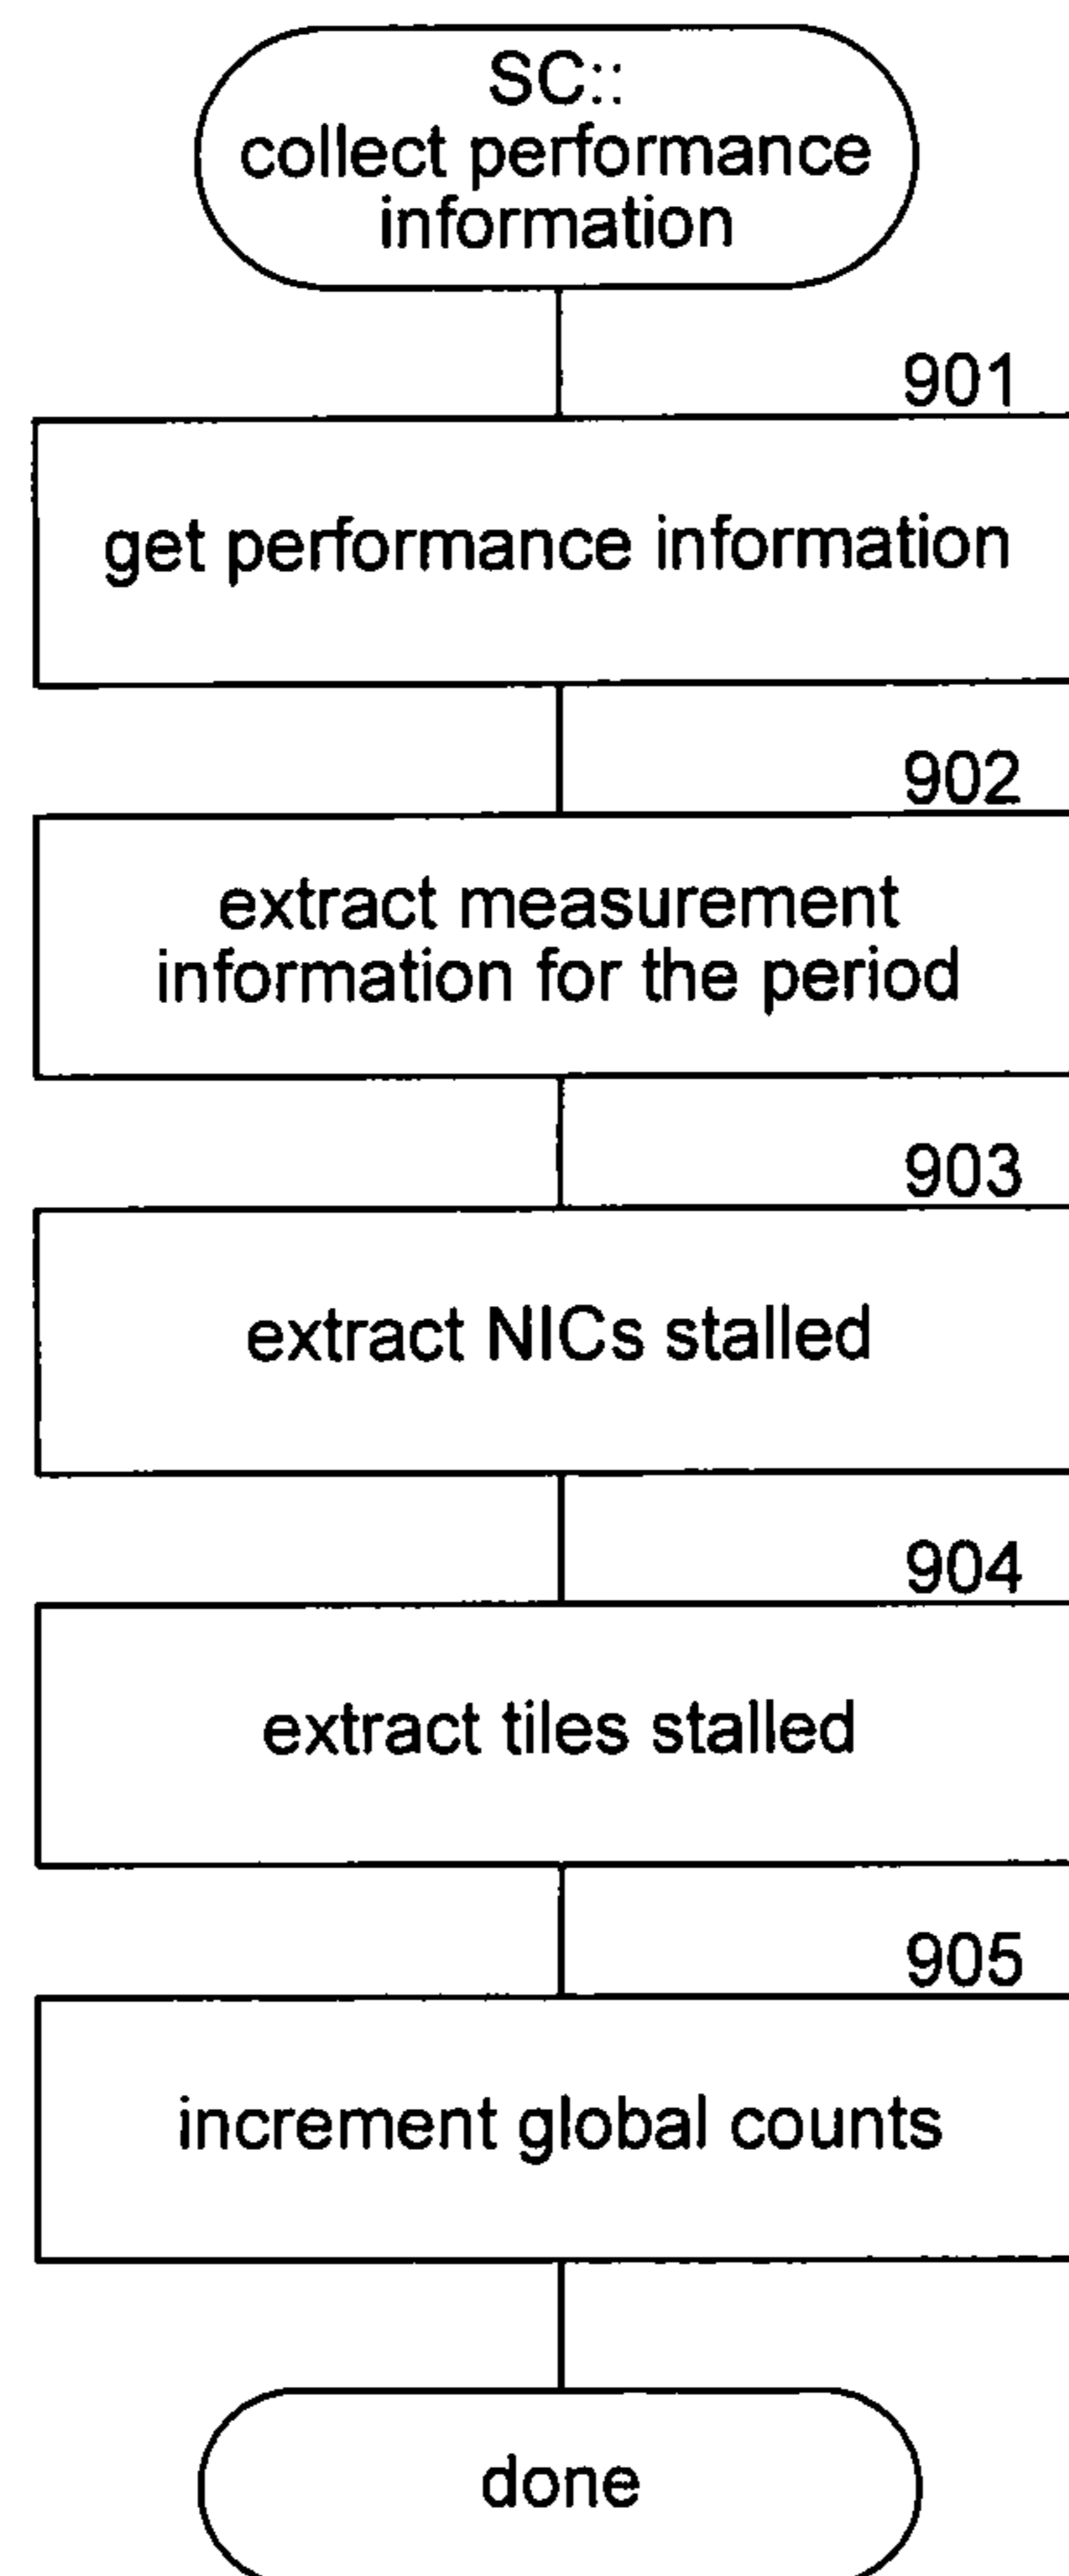 SC::
collect performance
information
901
get performance information
902
extract measurement
information for the period
903
extract NICs stalled
904
extract tiles stalled
905
increment global counts
done